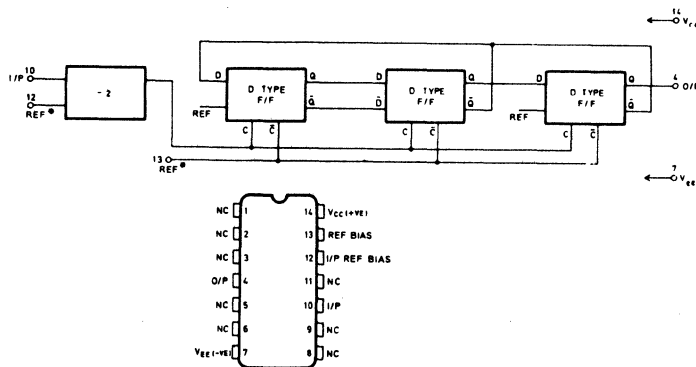 14
Vcc
10
I/P
12
REF*
÷2
D
D TYPE
F/F
Q
Q̄
REF
C
C̄
D
D̄
D TYPE
F/F
Q
Q̄
C
C̄
D
D TYPE
F/F
Q
Q̄
REF
C
C̄
4
O/P
13
REF*
7
VEE
NC 1
NC 2
NC 3
O/P 4
NC 5
NC 6
VEE(-VE) 7
14 VCC(+VE)
13 REF BIAS
12 I/P REF BIAS
11 NC
10 I/P
9 NC
8 NC